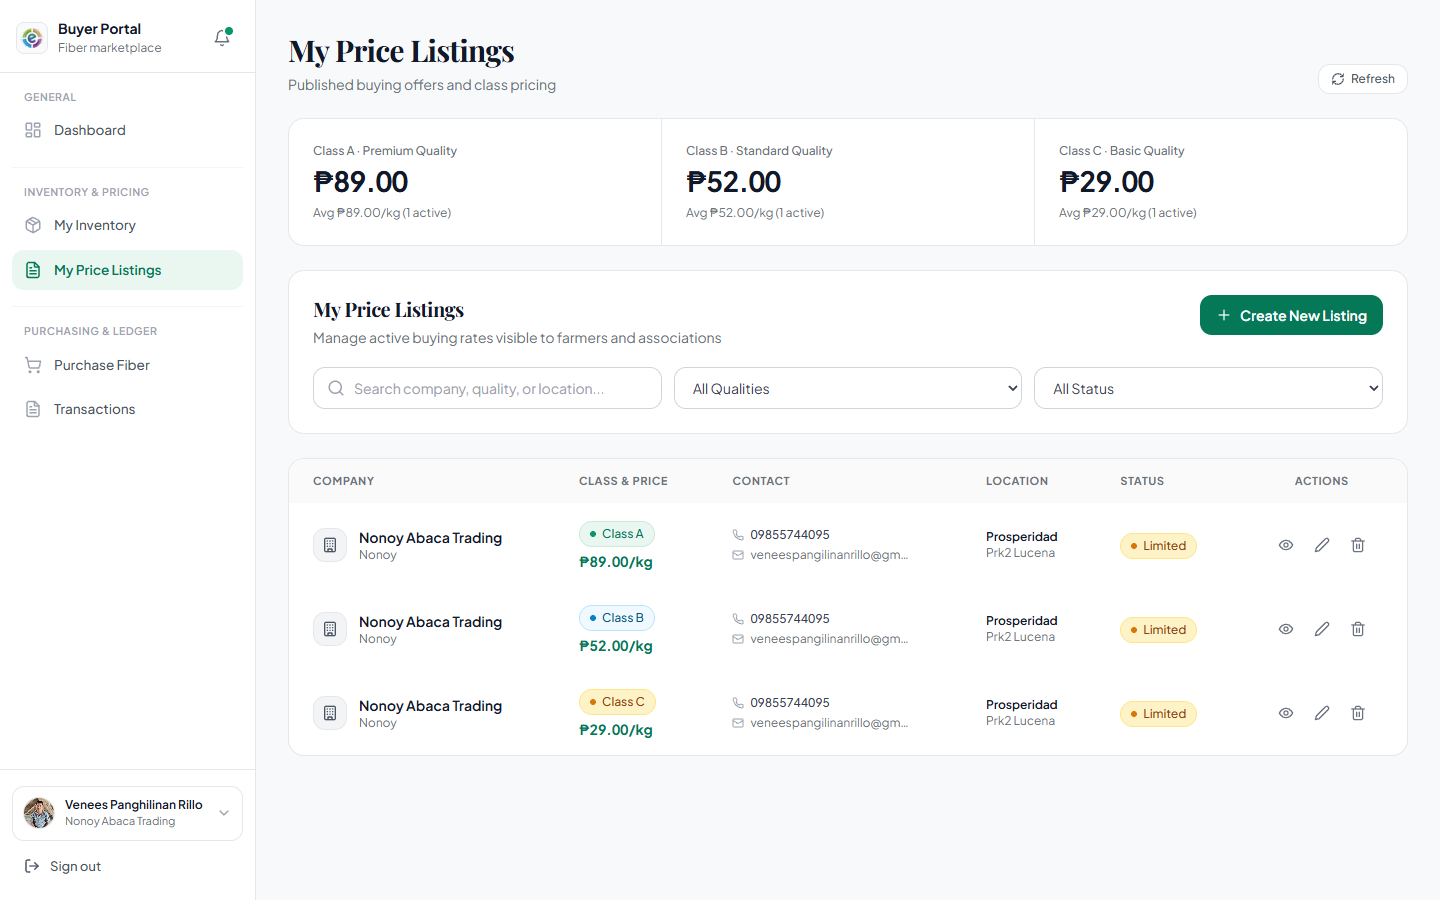 Buyer Portal
Fiber marketplace
GENERAL
Dashboard
INVENTORY & PRICING
My Inventory
My Price Listings
PURCHASING & LEDGER
Purchase Fiber
Transactions
Venees Panghilinan Rillo
Nonoy Abaca Trading
Sign out
My Price Listings
Published buying offers and class pricing
Refresh
Class A · Premium Quality
₱89.00
Avg ₱89.00/kg (1 active)
Class B · Standard Quality
₱52.00
Avg ₱52.00/kg (1 active)
Class C · Basic Quality
₱29.00
Avg ₱29.00/kg (1 active)
My Price Listings
Manage active buying rates visible to farmers and associations
Create New Listing
Search company, quality, or location...
All Qualities
All Status
COMPANY CLASS & PRICE CONTACT LOCATION STATUS ACTIONS
Nonoy Abaca Trading
Nonoy
Class A
₱89.00/kg
09855744095
veneespangilinanrillo@gm...
Prosperidad
Prk2 Lucena
Limited
Nonoy Abaca Trading
Nonoy
Class B
₱52.00/kg
09855744095
veneespangilinanrillo@gm...
Prosperidad
Prk2 Lucena
Limited
Nonoy Abaca Trading
Nonoy
Class C
₱29.00/kg
09855744095
veneespangilinanrillo@gm...
Prosperidad
Prk2 Lucena
Limited